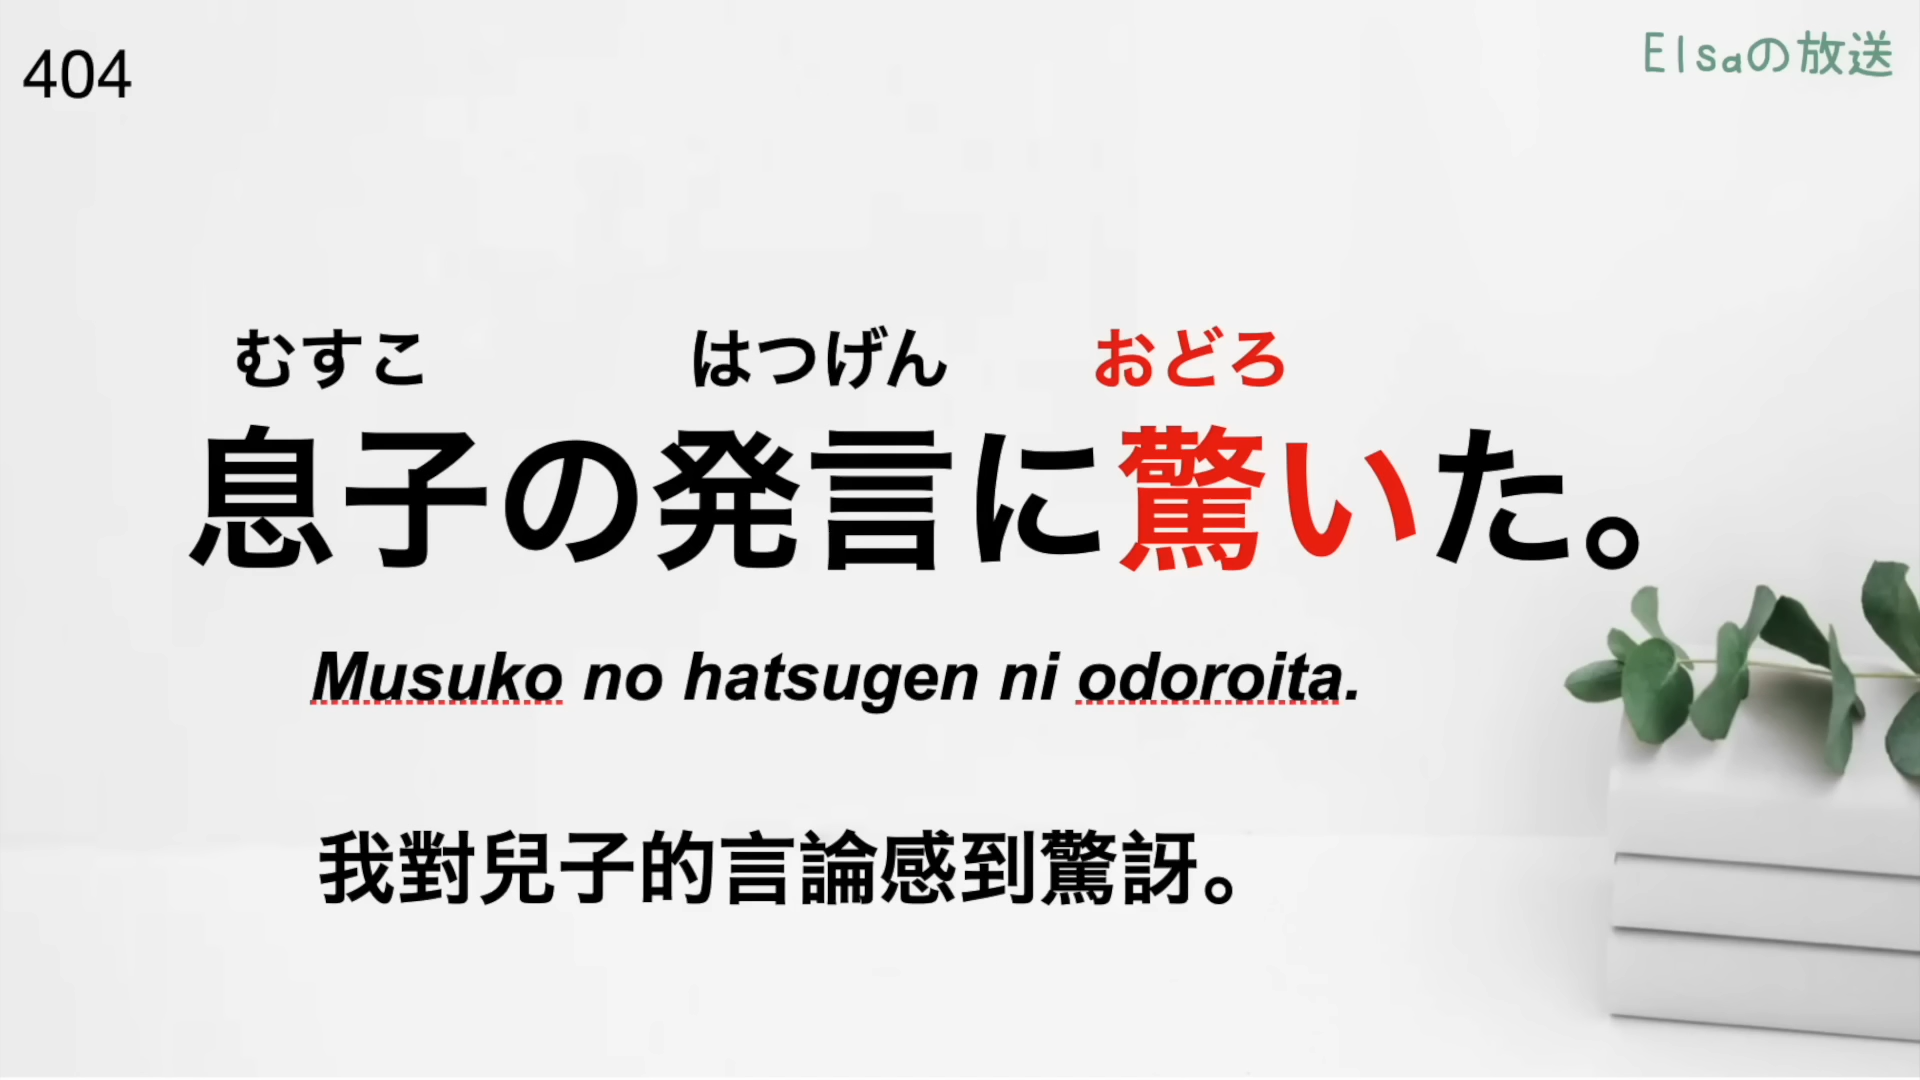 404
Elsaの放送
むすこ はつげん おどろ
息子の発言に驚いた。
Musuko no hatsugen ni odoroita.
我對兒子的言論感到驚訝。